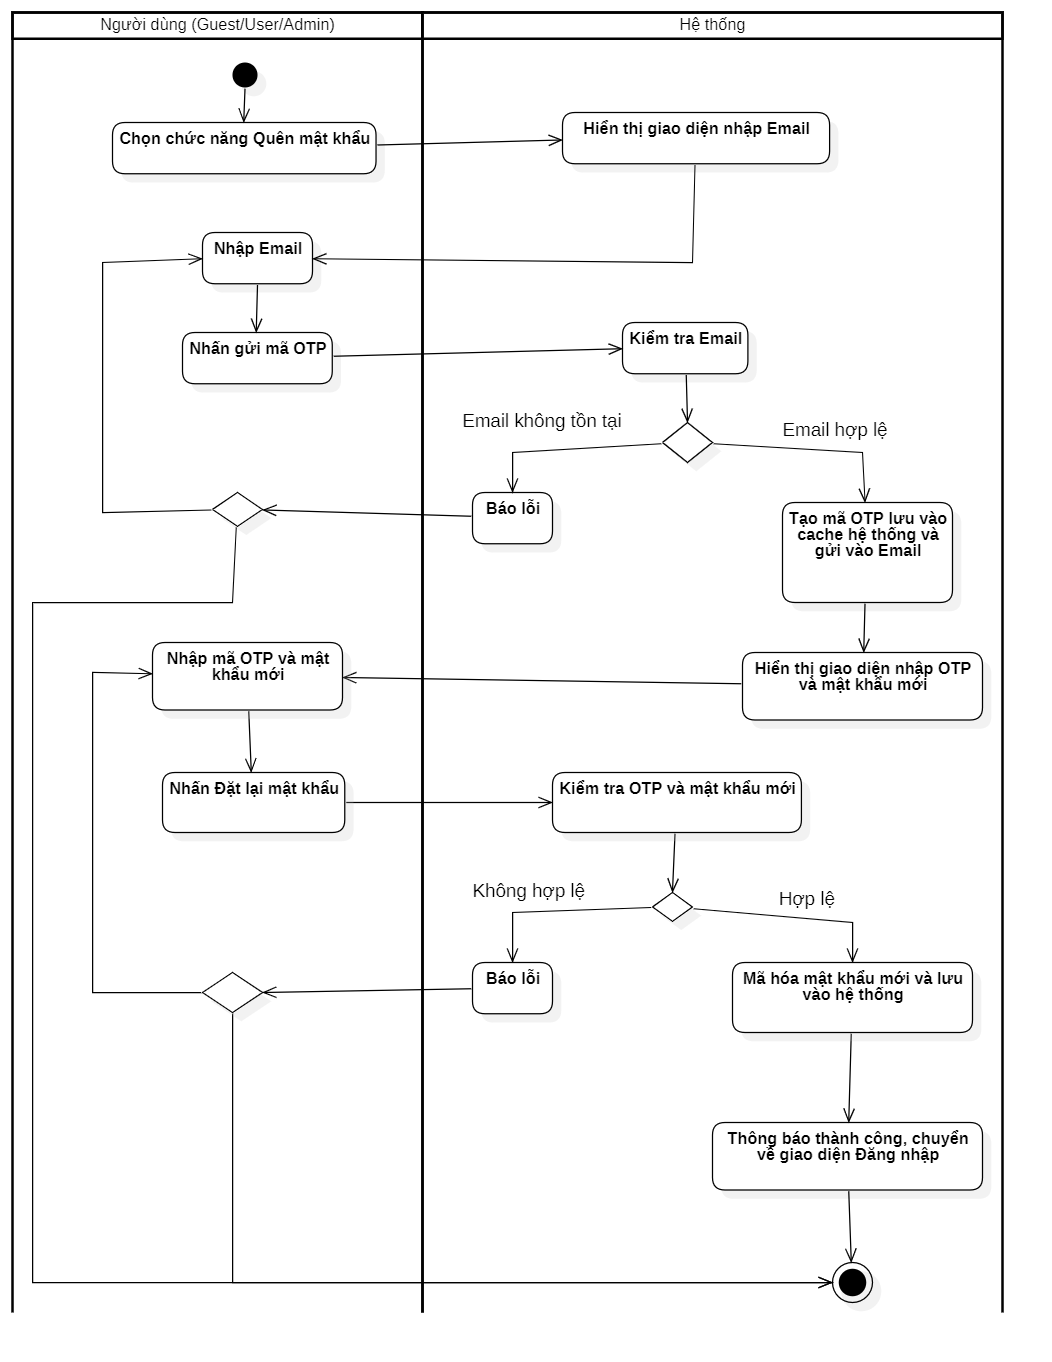 Người dùng (Guest/User/Admin)
Hệ thống
Chọn chức năng Quên mật khẩu
Hiển thị giao diện nhập Email
Nhập Email
Nhấn gửi mã OTP
Kiểm tra Email
Email không tồn tại
Email hợp lệ
Báo lỗi
Tạo mã OTP lưu vào
cache hệ thống và
gửi vào Email
Nhập mã OTP và mật
khẩu mới
Hiển thị giao diện nhập OTP
và mật khẩu mới
Nhấn Đặt lại mật khẩu
Kiểm tra OTP và mật khẩu mới
Không hợp lệ
Hợp lệ
Báo lỗi
Mã hóa mật khẩu mới và lưu
vào hệ thống
Thông báo thành công, chuyển
về giao diện Đăng nhập